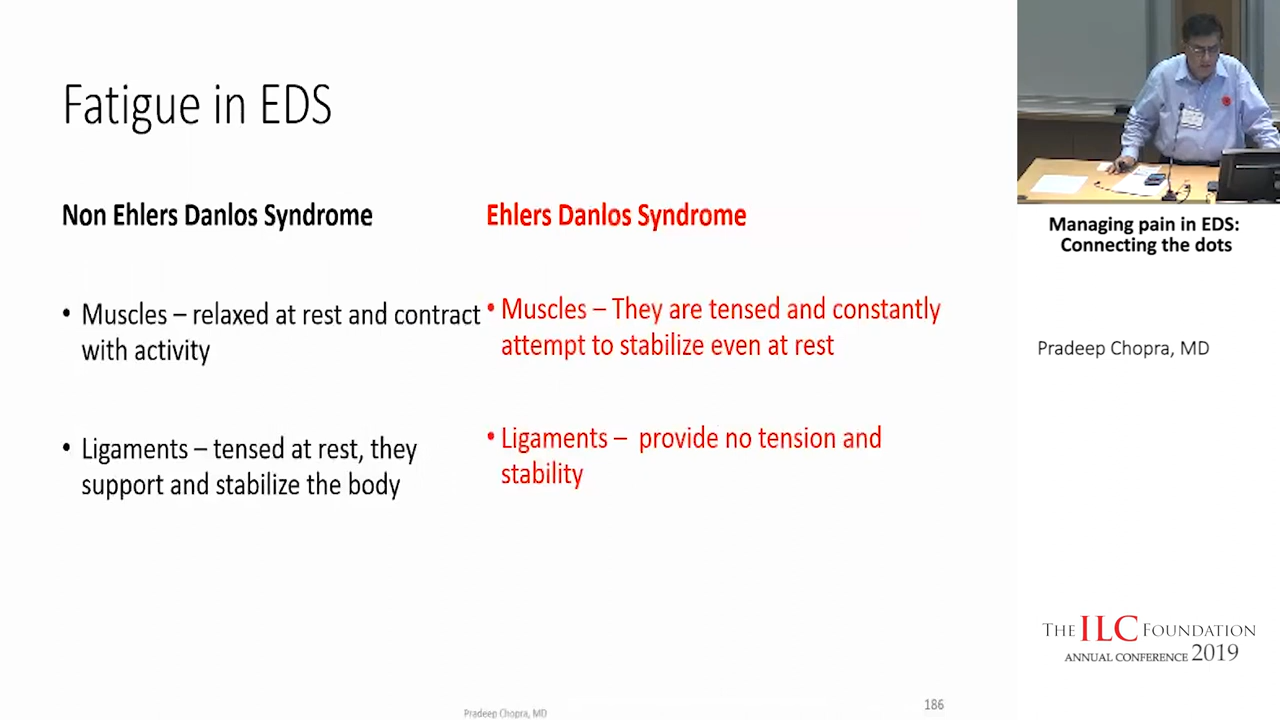 Fatigue in EDS
Non Ehlers Danlos Syndrome
• Muscles – relaxed at rest and contract
with activity
• Ligaments – tensed at rest, they
support and stabilize the body
Ehlers Danlos Syndrome
• Muscles – They are tensed and constantly
attempt to stabilize even at rest
• Ligaments – provide no tension and
stability
Pradeep Chopra, MD
186
Managing pain in EDS:
Connecting the dots
Pradeep Chopra, MD
THE ILC FOUNDATION
ANNUAL CONFERENCE 2019